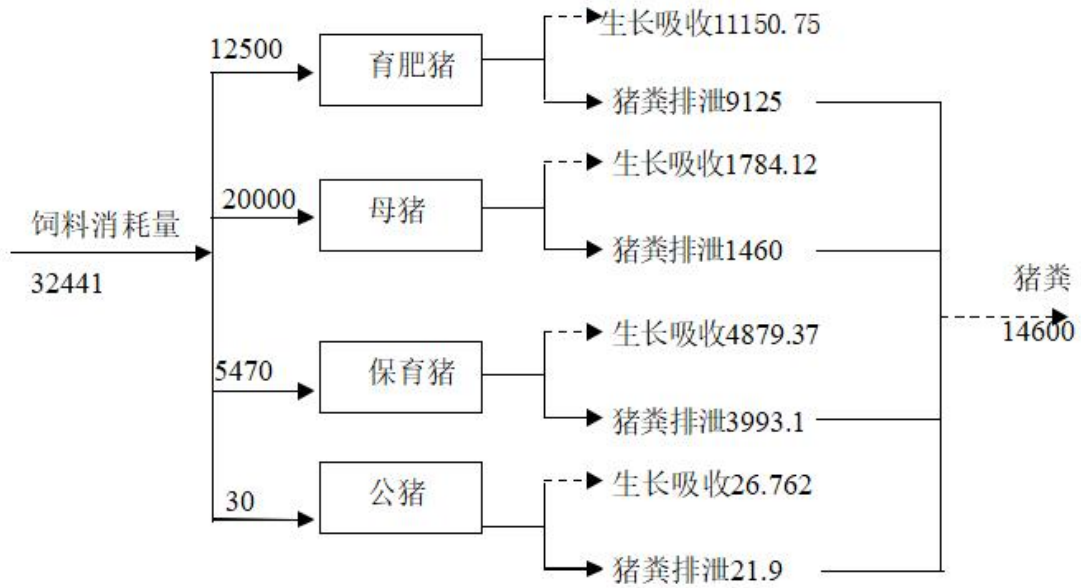 生长吸收11150.75
12500
育肥猪
猪粪排泄9125
生长吸收1784.12
20000
母猪
饲料消耗量
猪粪排泄1460
32441
猪粪
生长吸收4879.37
14600
5470
保育猪
猪粪排泄3993.1
生长吸收26.762
30
公猪
猪粪排泄21.9